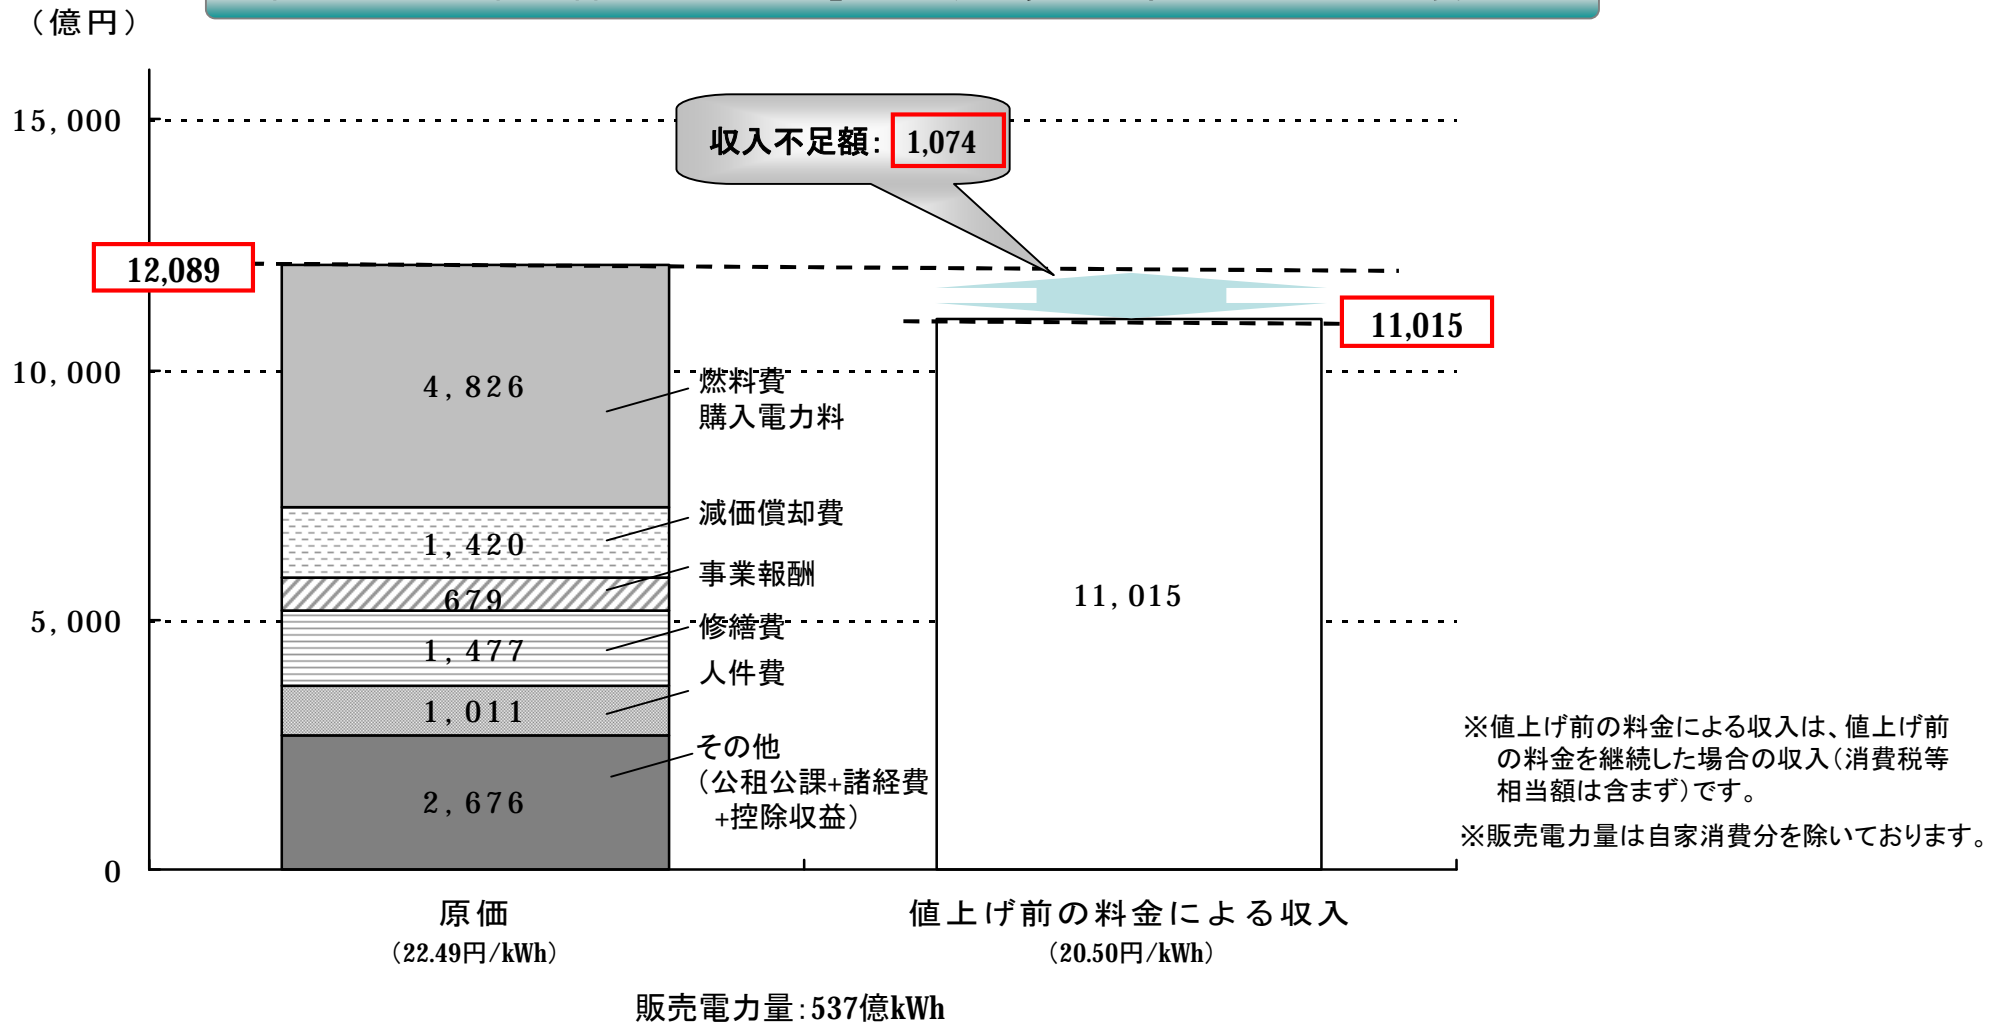 （億円）
15,000
収入不足額： 1,074
12,089
11,015
10,000
4,826
燃料費
購入電力料
減価償却費
1,420
事業報酬
679
11,015
5,000
修繕費
1,477
人件費
1,011
※値上げ前の料金による収入は、値上げ前
の料金を継続した場合の収入（消費税等
相当額は含まず）です。
その他
（公租公課+諸経費
+控除収益）
2,676
※販売電力量は自家消費分を除いております。
0
原価
値上げ前の料金による収入
（22.49円/kWh）
（20.50円/kWh）
販売電力量：537億kWh